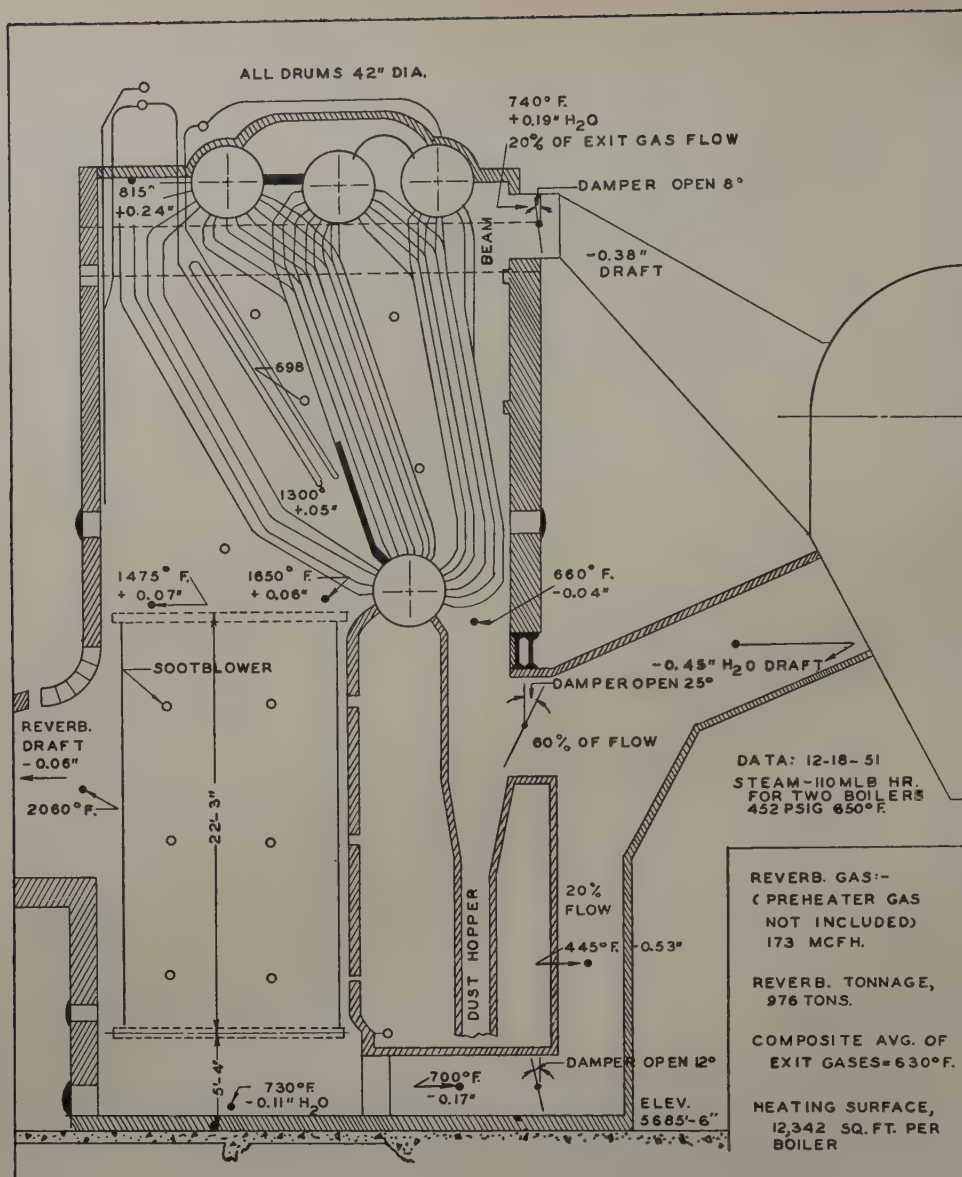 ALL DRUMS 42" DIA.
740° F.
+0.19" H₂O
20% OF EXIT GAS FLOW
DAMPER OPEN 8°
815°
+0.24"
BEAM
-0.38"
DRAFT
698
1300°
+.05"
1475° F.
+ 0.07"
1650° F.
+ 0.06"
660° F.
-0.04"
SOOTBLOWER
-0.45" H₂O DRAFT
DAMPER OPEN 25°
60% OF FLOW
REVERB.
DRAFT
-0.06"
2060° F.
22'-3"
DATA: 12-18-51
STEAM-110 MLB HR.
FOR TWO BOILERS
452 PSIG 650° F.
REVERB. GAS:-
(PREHEATER GAS
NOT INCLUDED)
173 MCFH.
20%
FLOW
445° F. -0.53"
DUST HOPPER
REVERB. TONNAGE,
976 TONS.
COMPOSITE AVG. OF
EXIT GASES=630° F.
5'-4"
730° F.
-0.11" H₂O
700° F.
-0.17"
DAMPER OPEN 12°
ELEV.
5685'-6"
HEATING SURFACE,
12,342 SQ. FT. PER
BOILER